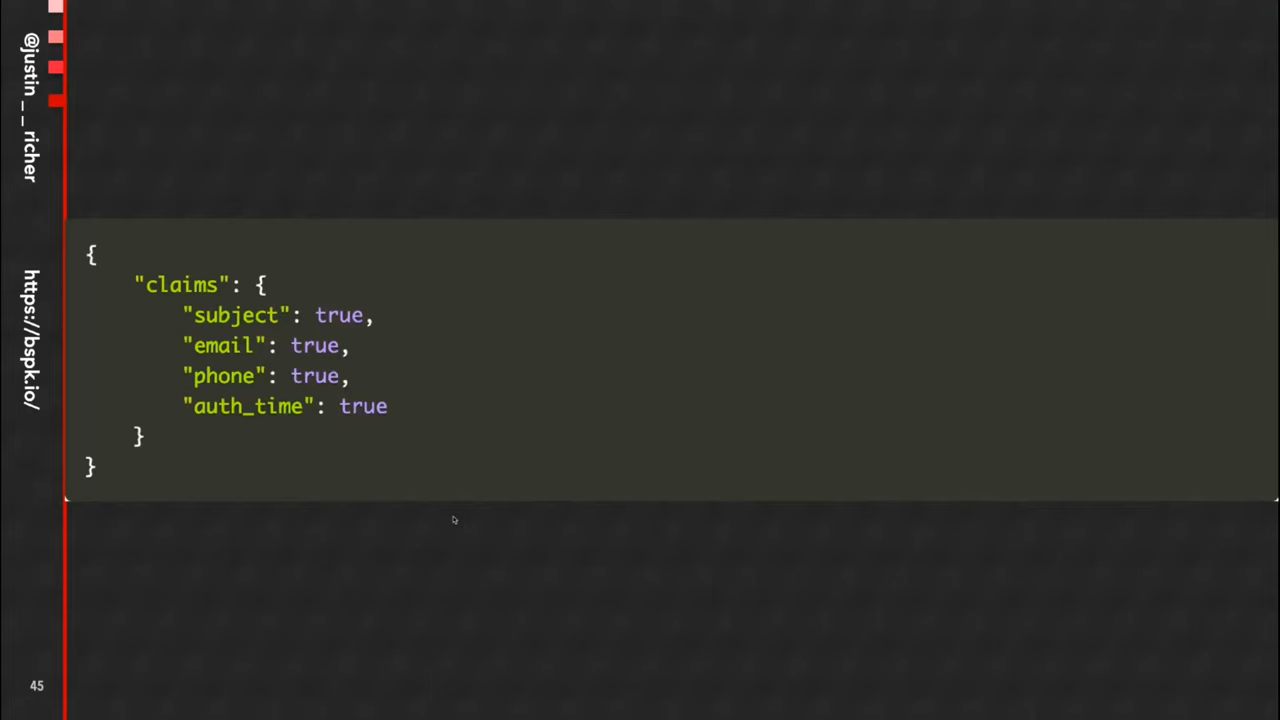 @justin__richer
https://bspk.io/
{
    "claims": {
        "subject": true,
        "email": true,
        "phone": true,
        "auth_time": true
    }
}
45